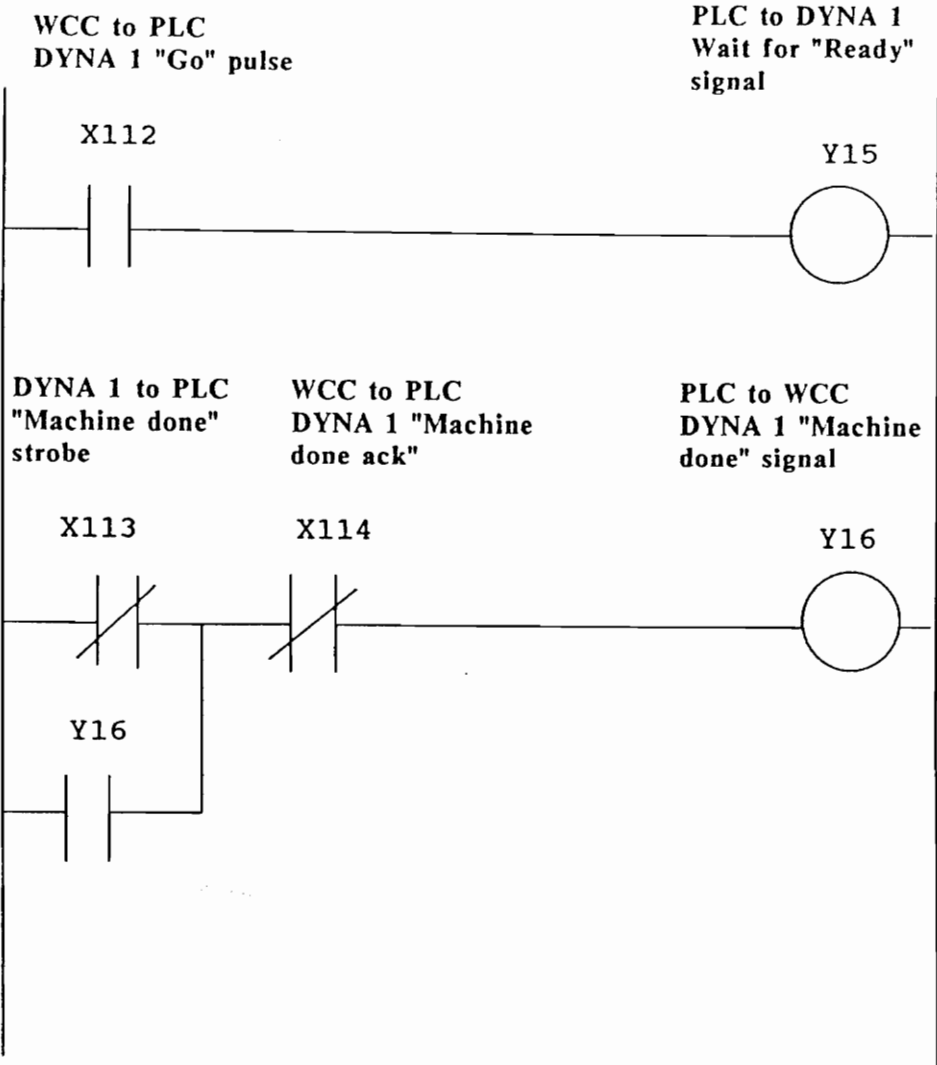 WCC to PLC
DYNA 1 "Go" pulse
PLC to DYNA 1
Wait for "Ready"
signal
X112
Y15
DYNA 1 to PLC
"Machine done"
strobe
WCC to PLC
DYNA 1 "Machine
done ack"
PLC to WCC
DYNA 1 "Machine
done" signal
X113
X114
Y16
Y16